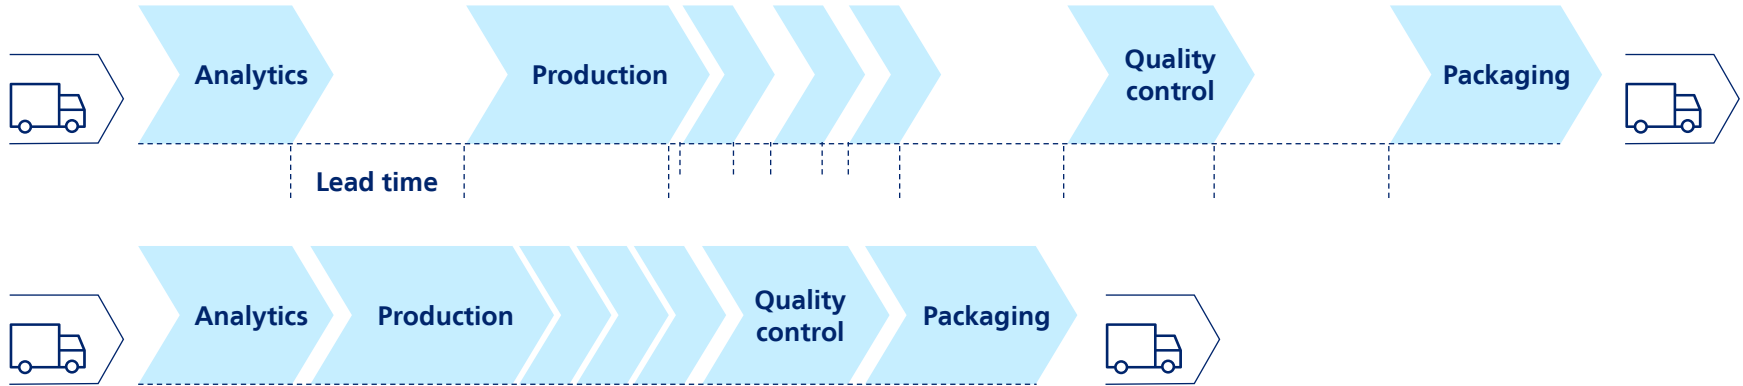 Analytics
Production
Quality
control
Packaging
Lead time
Analytics
Production
Quality
control
Packaging